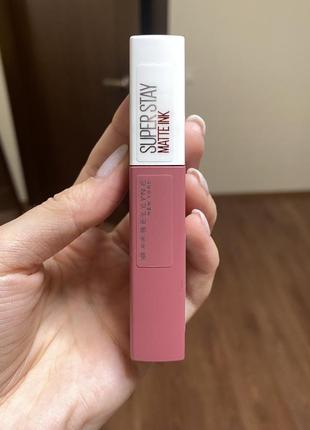 SUPER STAY
MATTE INK
MAYBELLINE
NEW YORK